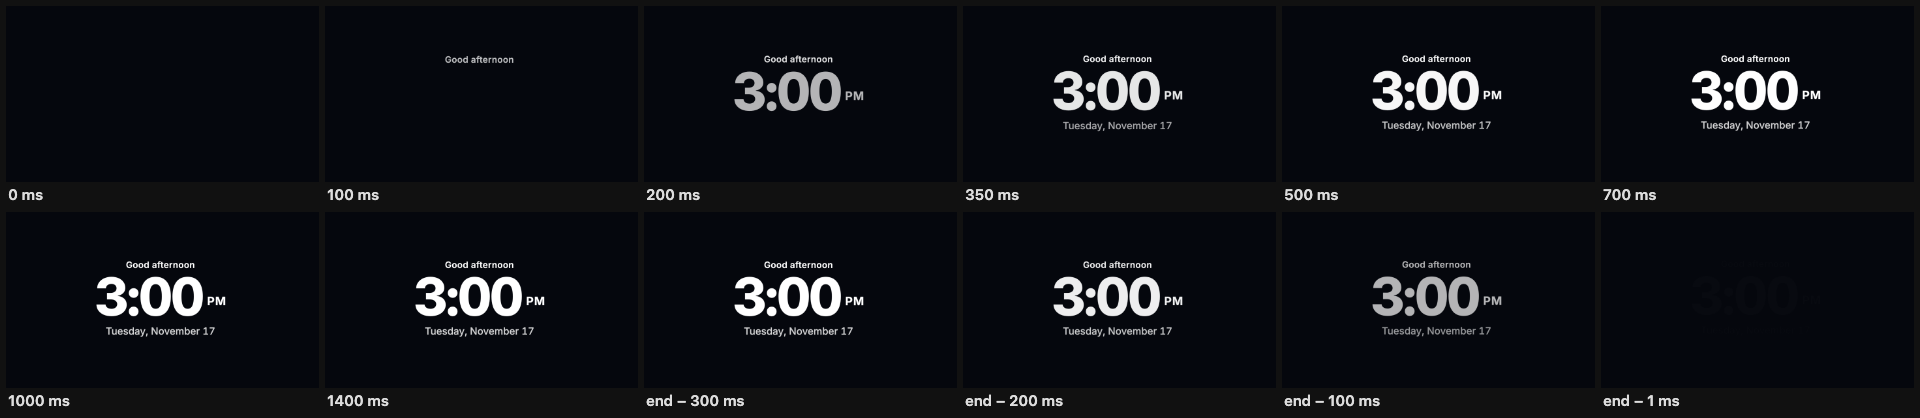 0 ms
Good afternoon
100 ms
Good afternoon
3:00 PM
200 ms
Good afternoon
3:00 PM
Tuesday, November 17
350 ms
Good afternoon
3:00 PM
Tuesday, November 17
500 ms
Good afternoon
3:00 PM
Tuesday, November 17
700 ms
Good afternoon
3:00 PM
Tuesday, November 17
1000 ms
Good afternoon
3:00 PM
Tuesday, November 17
1400 ms
Good afternoon
3:00 PM
Tuesday, November 17
end – 300 ms
Good afternoon
3:00 PM
Tuesday, November 17
end – 200 ms
Good afternoon
3:00 PM
Tuesday, November 17
end – 100 ms
3:00
end – 1 ms